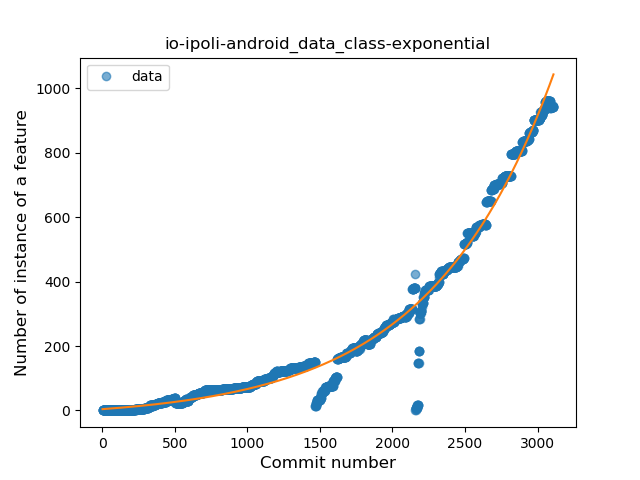 io-ipoli-android_data_class-exponential
data
Number of instance of a feature
1000
800
600
400
200
0
0 500 1000 1500 2000 2500 3000
Commit number